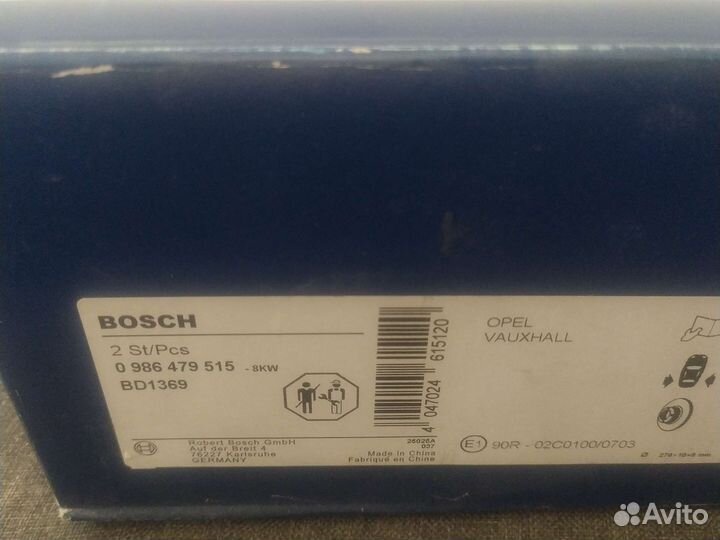 BOSCH
2 St/Pcs
0 986 479 515 - 8KW
BD1369
Robert Bosch GmbH
Auf der Breit 4
76227 Karlsruhe
GERMANY
4 047024 615120
26026A
037
Made in China
Fabriqué en Chine
OPEL
VAUXHALL
E1 90R - 02C0100/0703
Avito